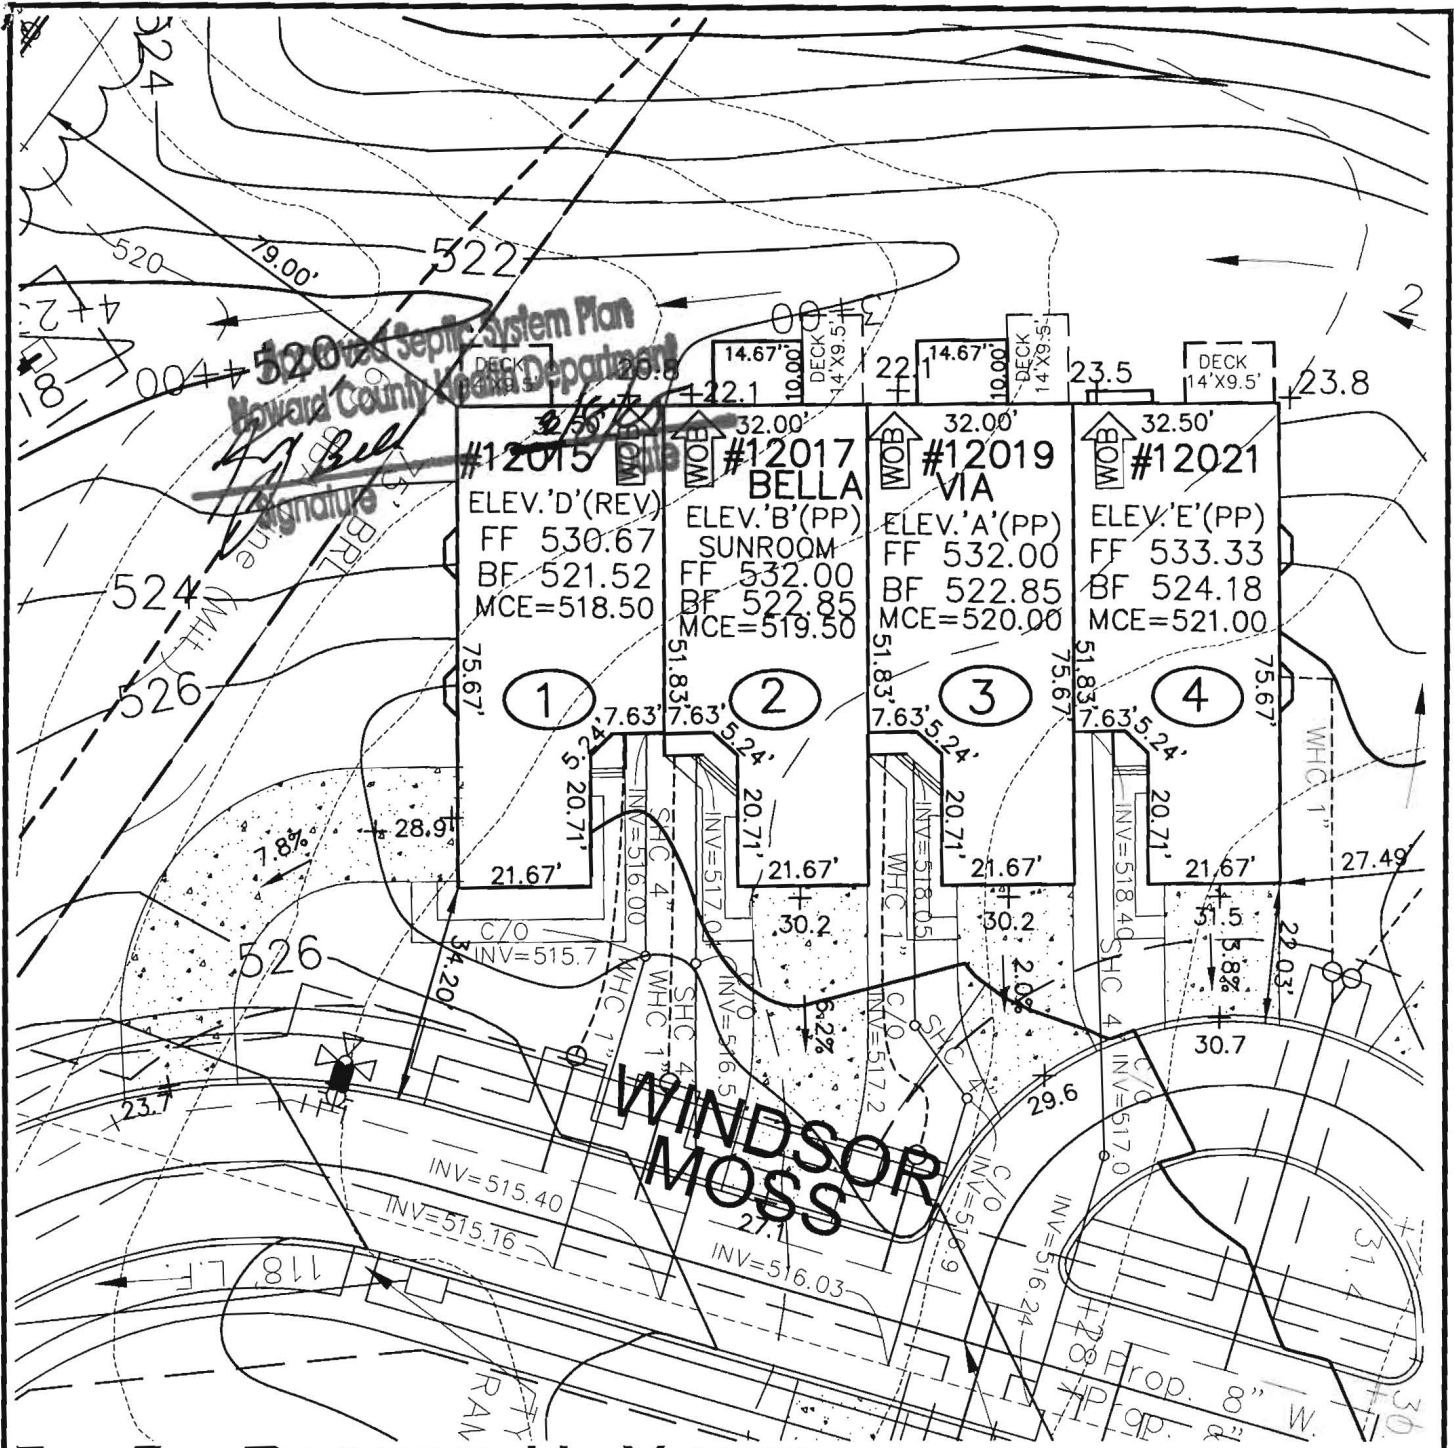 524
520
79.00'
522
520
4+00
3+00
2
4+23
81
Approved Septic System Plan
Howard County Health Department
Signature
Date
75' BRL
DECK
14'X9.5'
20.8
22.1
14.67'
10.00'
DECK
14'X9.5'
22.1
14.67'
10.00'
DECK
14'X9.5'
23.5
DECK
14'X9.5'
23.8
32.50'
WOB
#12015
ELEV.'D'(REV)
FF 530.67
BF 521.52
MCE=518.50
75.67'
1
7.63'
5.24'
20.71'
21.67'
32.00'
WOB
#12017
BELLA
ELEV.'B'(PP)
SUNROOM
FF 532.00
BF 522.85
MCE=519.50
51.83'
2
7.63'
5.24'
20.71'
21.67'
32.00'
WOB
#12019
VIA
ELEV.'A'(PP)
FF 532.00
BF 522.85
MCE=520.00
51.83'
75.67'
3
7.63'
5.24'
20.71'
21.67'
32.50'
WOB
#12021
ELEV.'E'(PP)
FF 533.33
BF 524.18
MCE=521.00
51.83'
75.67'
4
7.63'
5.24'
20.71'
21.67'
524
526
28.9
7.8%
526
34.20'
C/O
INV=515.7
INV=516.00
SHC 4"
WHC 1"
WHC 1"
SHC 4"
C/O
INV=516.5
30.2
6.2%
WHC 1"
INV=518.05
C/O
INV=517.2
SHC 4"
30.2
2.0%
INV=518.40
SHC 4"
C/O
INV=517.0
31.5
3.8%
22.03'
WHC 1"
27.49'
30.7
29.6
23.7
WINDSOR
MOSS
27.1
INV=515.40
INV=515.16
INV=516.03
C/O
INV=516.9
INV=516.24
118' L.F.
31.4
Prop. 8" W.
Prop. 8"
30